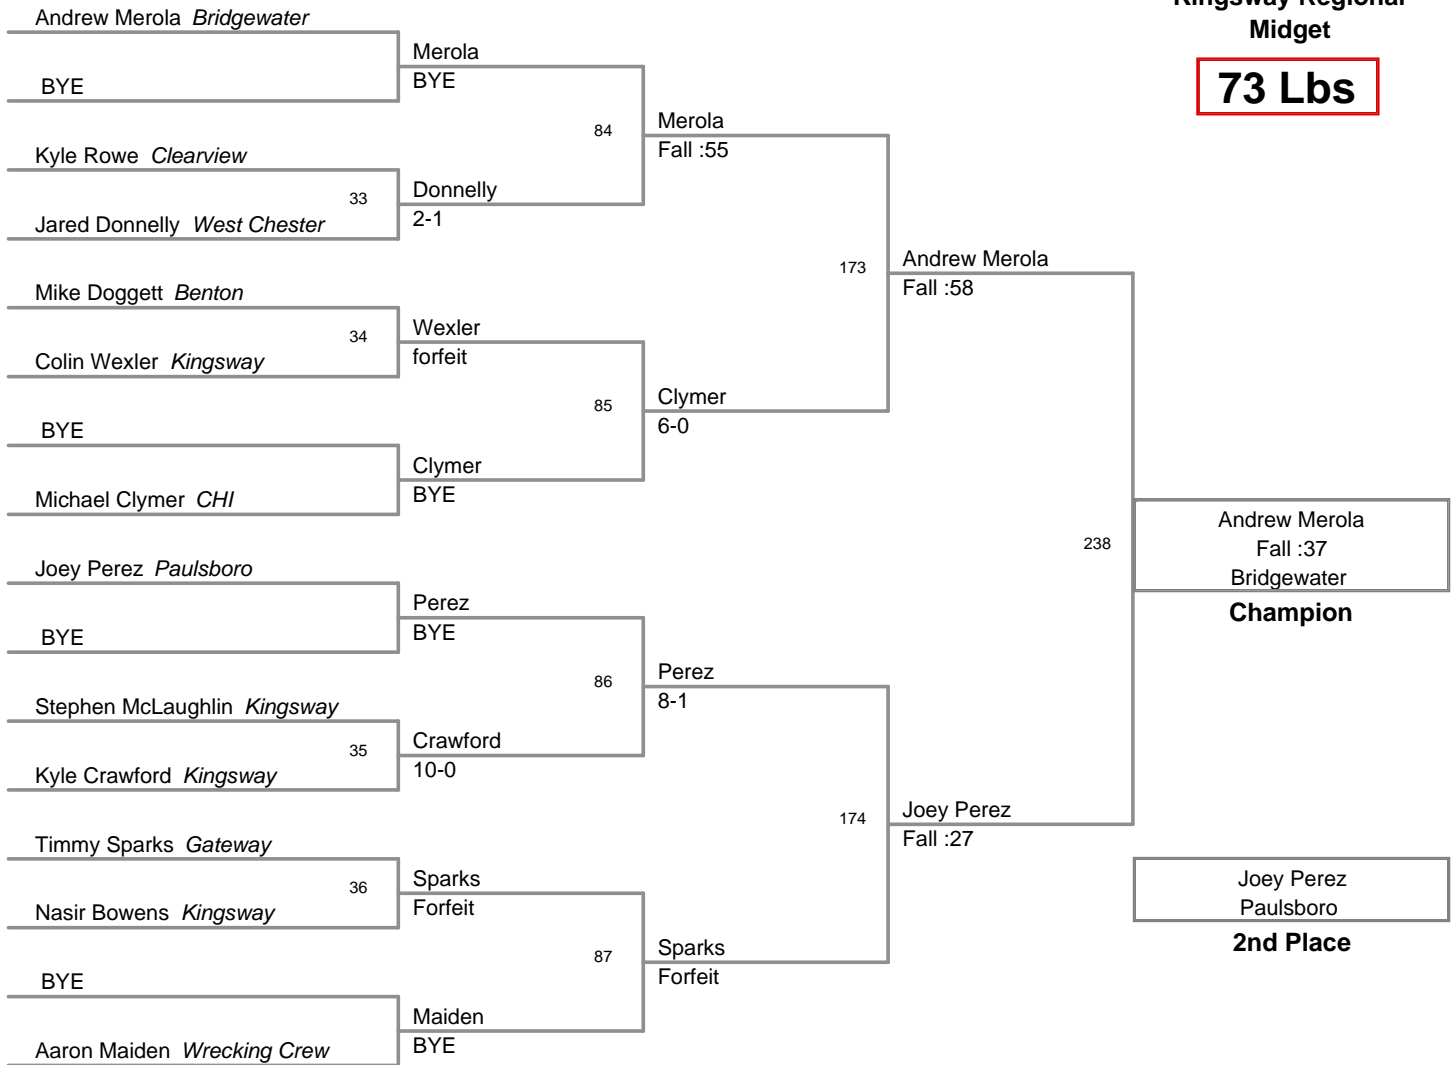 Kingsway Regional
Midget
73 Lbs
Andrew Merola Bridgewater
BYE
Kyle Rowe Clearview
Jared Donnelly West Chester
Mike Doggett Benton
Colin Wexler Kingsway
BYE
Michael Clymer CHI
Joey Perez Paulsboro
BYE
Stephen McLaughlin Kingsway
Kyle Crawford Kingsway
Timmy Sparks Gateway
Nasir Bowens Kingsway
BYE
Aaron Maiden Wrecking Crew
33
34
35
36
Merola
BYE
Donnelly
2-1
Wexler
forfeit
Clymer
BYE
Perez
BYE
Crawford
10-0
Sparks
Forfeit
Maiden
BYE
84
85
86
87
Merola
Fall :55
Clymer
6-0
Perez
8-1
Sparks
Forfeit
173
174
Andrew Merola
Fall :58
Joey Perez
Fall :27
238
Andrew Merola
Fall :37
Bridgewater
Champion
Joey Perez
Paulsboro
2nd Place